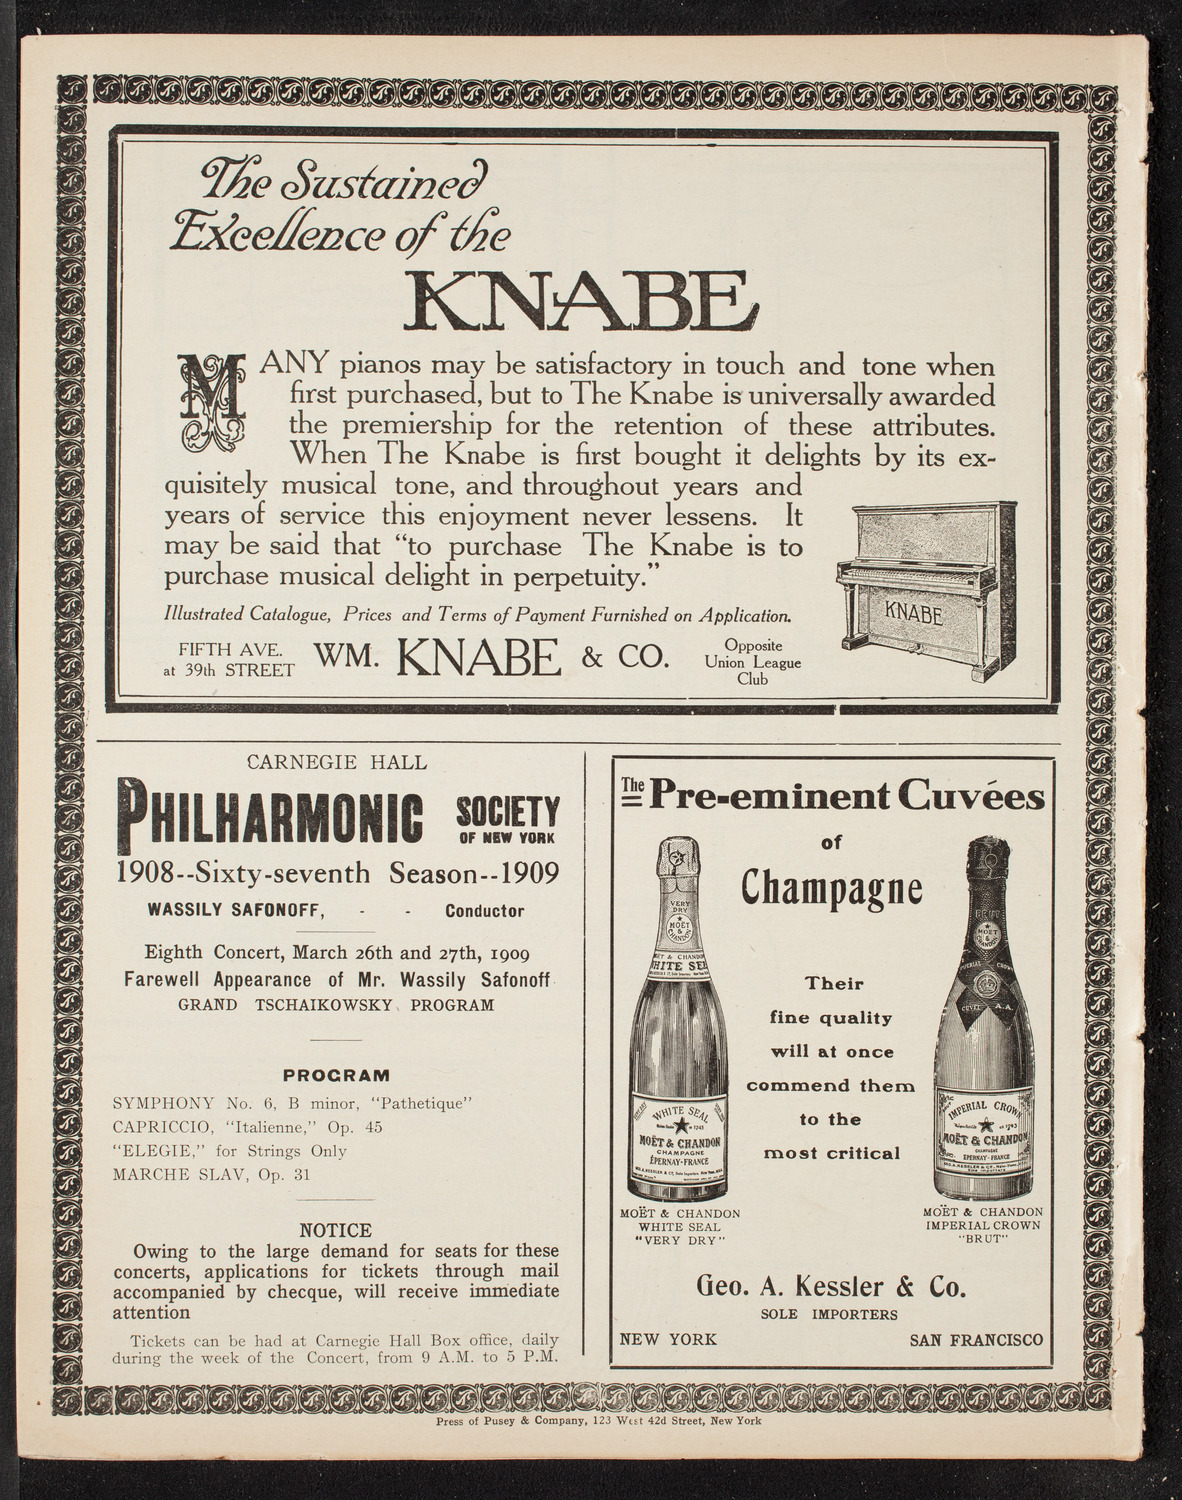 The Sustained
Excellence of the
KNABE
MANY pianos may be satisfactory in touch and tone when
first purchased, but to The Knabe is universally awarded
the premiership for the retention of these attributes.
When The Knabe is first bought it delights by its ex-
quisitely musical tone, and throughout years and
years of service this enjoyment never lessens. It
may be said that “to purchase The Knabe is to
purchase musical delight in perpetuity.”
Illustrated Catalogue, Prices and Terms of Payment Furnished on Application.
FIFTH AVE.
at 39th STREET
WM. KNABE & CO.
Opposite
Union League
Club
KNABE
CARNEGIE HALL
PHILHARMONIC SOCIETY
OF NEW YORK
1908--Sixty-seventh Season--1909
WASSILY SAFONOFF, - - Conductor
Eighth Concert, March 26th and 27th, 1909
Farewell Appearance of Mr. Wassily Safonoff
GRAND TSCHAIKOWSKY PROGRAM
PROGRAM
SYMPHONY No. 6, B minor, “Pathetique”
CAPRICCIO, “Italienne,” Op. 45
“ELEGIE,” for Strings Only
MARCHE SLAV, Op. 31
NOTICE
Owing to the large demand for seats for these
concerts, applications for tickets through mail
accompanied by checque, will receive immediate
attention
Tickets can be had at Carnegie Hall Box office, daily
during the week of the Concert, from 9 A.M. to 5 P.M.
The Pre-eminent Cuvées
of
Champagne
Their
fine quality
will at once
commend them
to the
most critical
VERY
DRY
MOËT
&
CHANDON
WHITE SEAL
MOËT & CHANDON
CHAMPAGNE
ÉPERNAY-FRANCE
MOËT & CHANDON
WHITE SEAL
“VERY DRY”
BRUT
MOËT
&
CHANDON
IMPERIAL CROWN
MOËT & CHANDON
CHAMPAGNE
ÉPERNAY-FRANCE
MOËT & CHANDON
IMPERIAL CROWN
“BRUT”
Geo. A. Kessler & Co.
SOLE IMPORTERS
NEW YORK SAN FRANCISCO
Press of Pusey & Company, 123 West 42d Street, New York